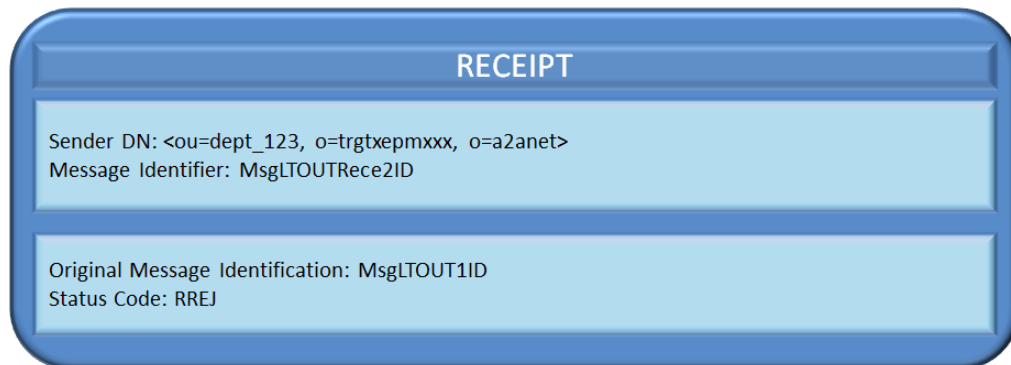 RECEIPT
Sender DN: <ou=dept_123, o=trgtxepmxxx, o=a2anet>
Message Identifier: MsgLTOUTRece2ID
Original Message Identification: MsgLTOUT1ID
Status Code: RREJ